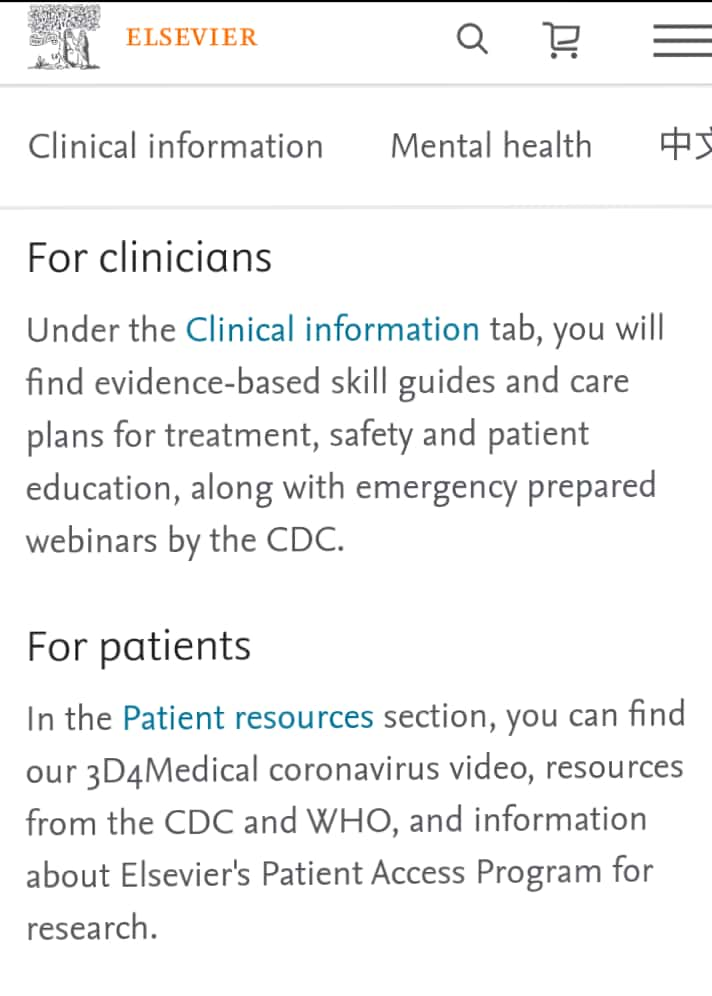 ELSEVIER
Clinical information Mental health 中文
For clinicians
Under the Clinical information tab, you will
find evidence-based skill guides and care
plans for treatment, safety and patient
education, along with emergency prepared
webinars by the CDC.
For patients
In the Patient resources section, you can find
our 3D4Medical coronavirus video, resources
from the CDC and WHO, and information
about Elsevier's Patient Access Program for
research.